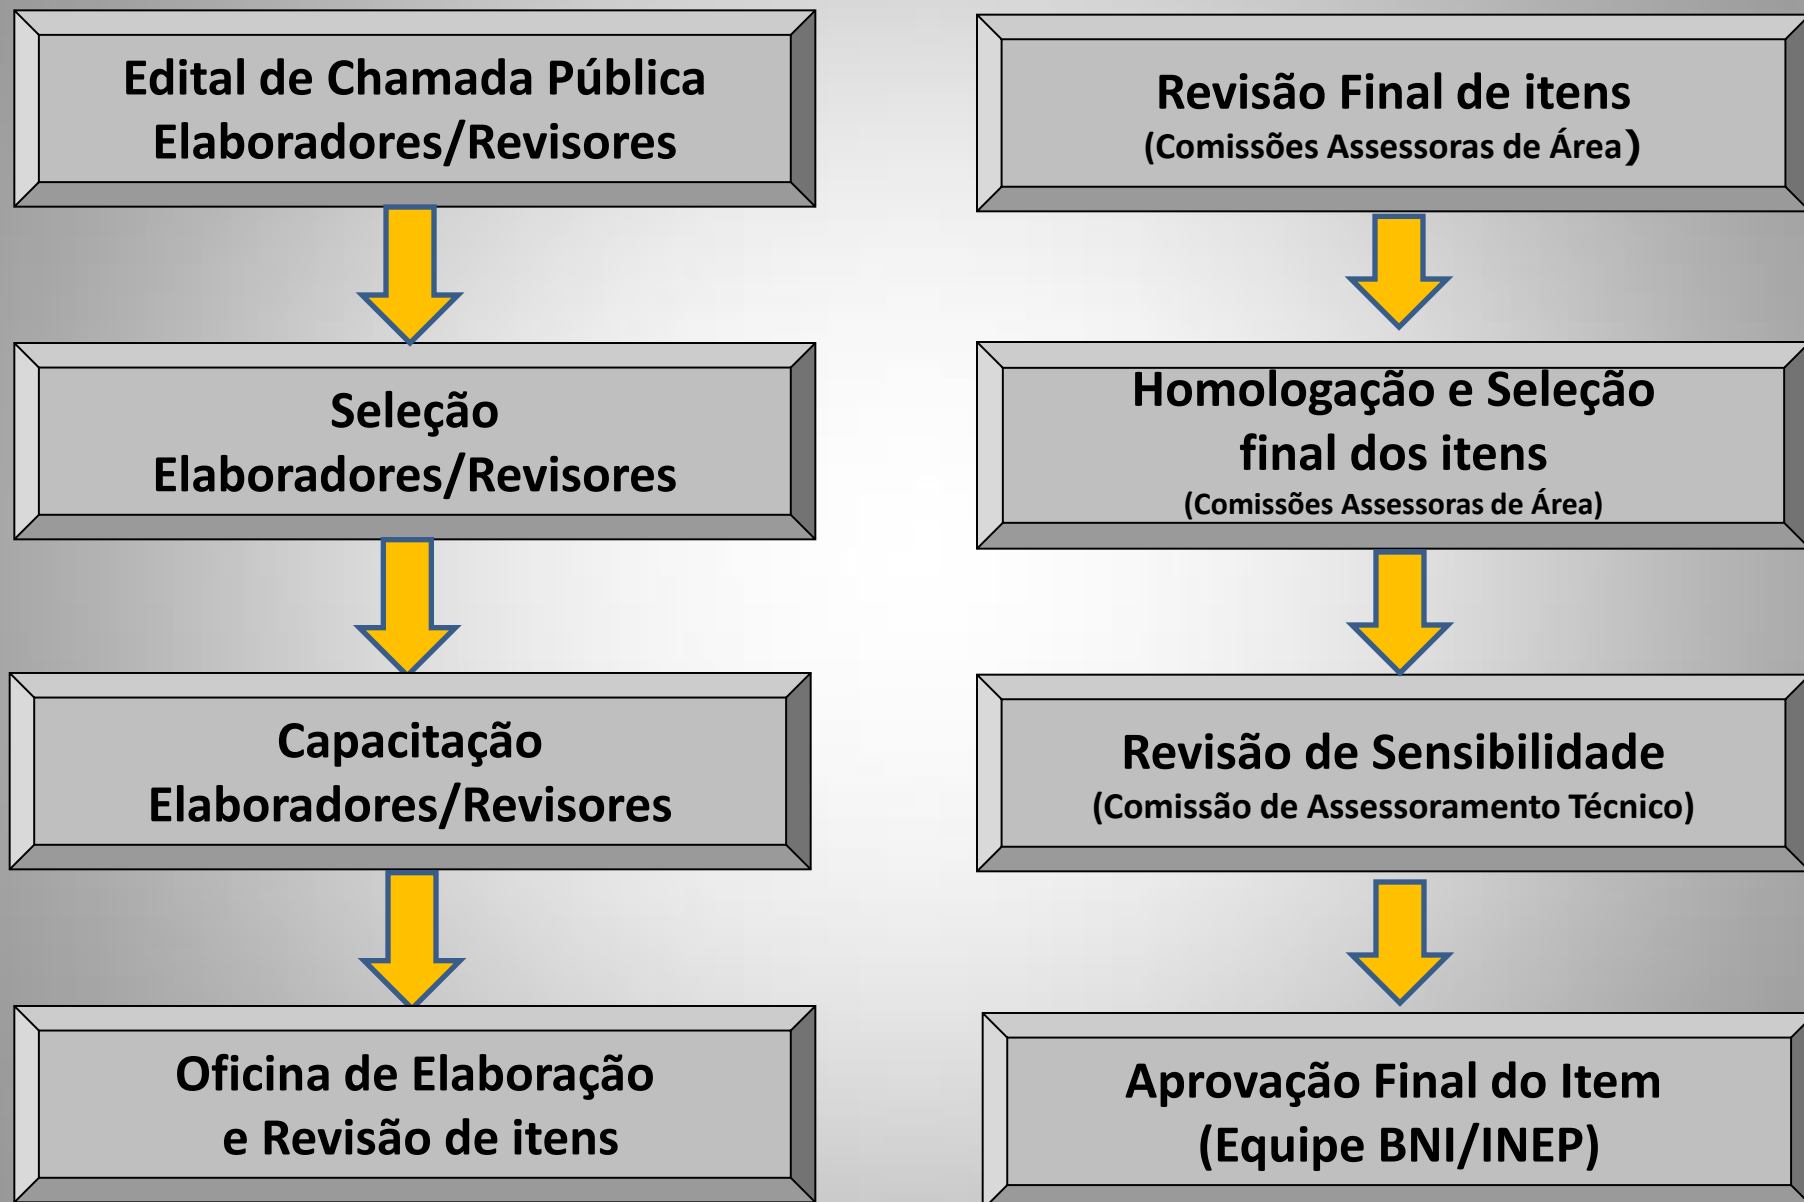 Edital de Chamada Pública
Elaboradores/Revisores
Seleção
Elaboradores/Revisores
Capacitação
Elaboradores/Revisores
Oficina de Elaboração
e Revisão de itens
Revisão Final de itens
(Comissões Assessoras de Área)
Homologação e Seleção
final dos itens
(Comissões Assessoras de Área)
Revisão de Sensibilidade
(Comissão de Assessoramento Técnico)
Aprovação Final do Item
(Equipe BNI/INEP)